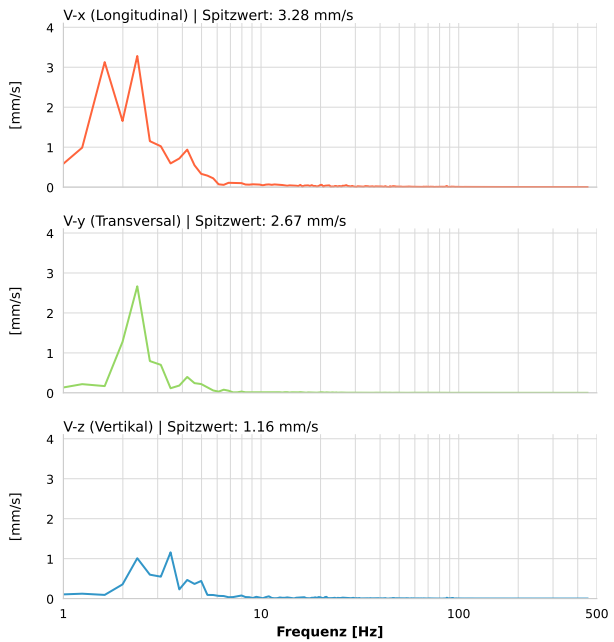 V-x (Longitudinal) | Spitzwert: 3.28 mm/s
4
3
2
1
0
[mm/s]
V-y (Transversal) | Spitzwert: 2.67 mm/s
4
3
2
1
0
[mm/s]
V-z (Vertikal) | Spitzwert: 1.16 mm/s
4
3
2
1
0
[mm/s]
1 10 100 500
Frequenz [Hz]